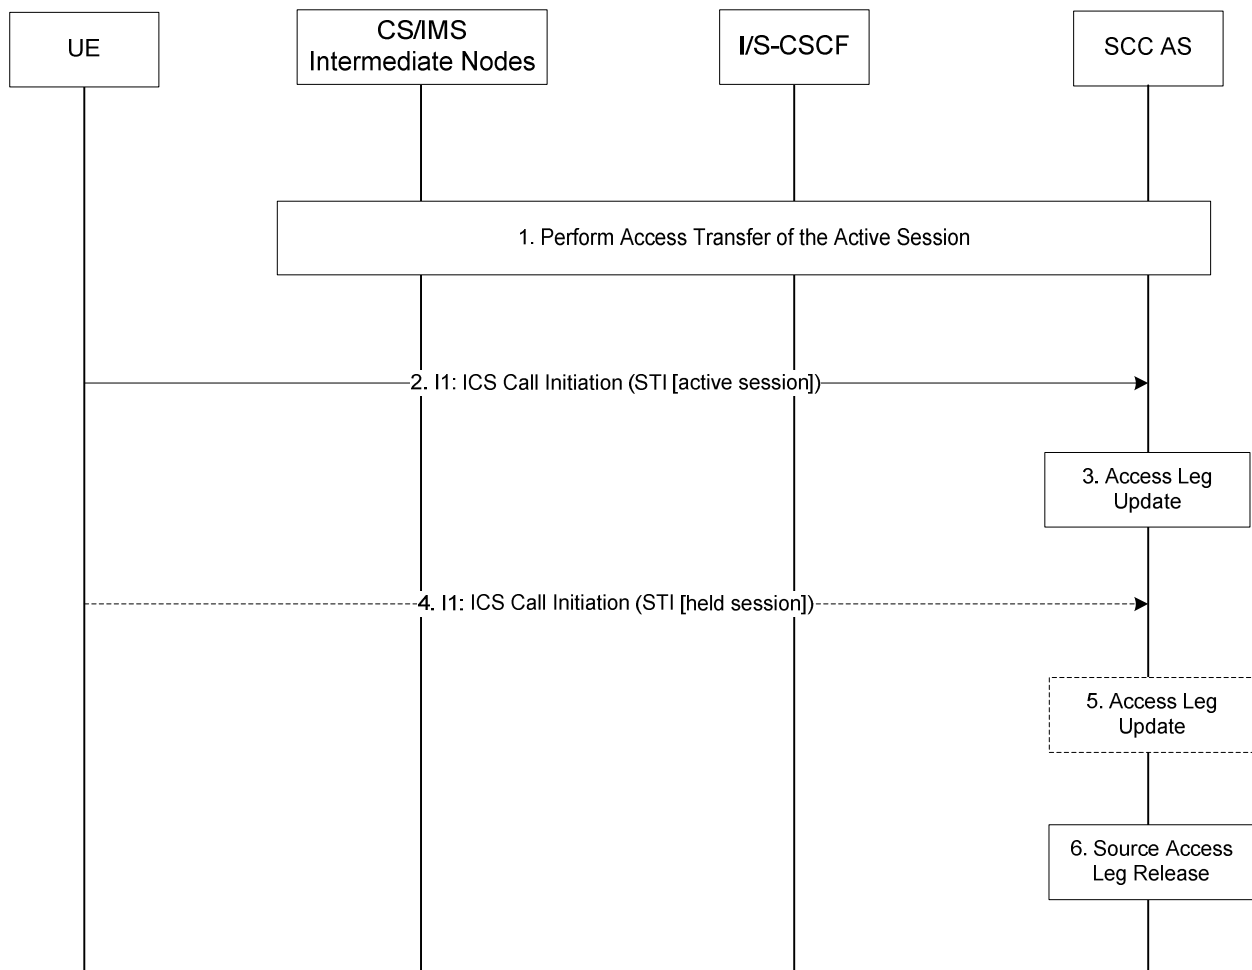 UE
CS/IMS
Intermediate Nodes
I/S-CSCF
SCC AS
1. Perform Access Transfer of the Active Session
2. I1: ICS Call Initiation (STI [active session])
3. Access Leg
Update
4. I1: ICS Call Initiation (STI [held session])
5. Access Leg
Update
6. Source Access
Leg Release